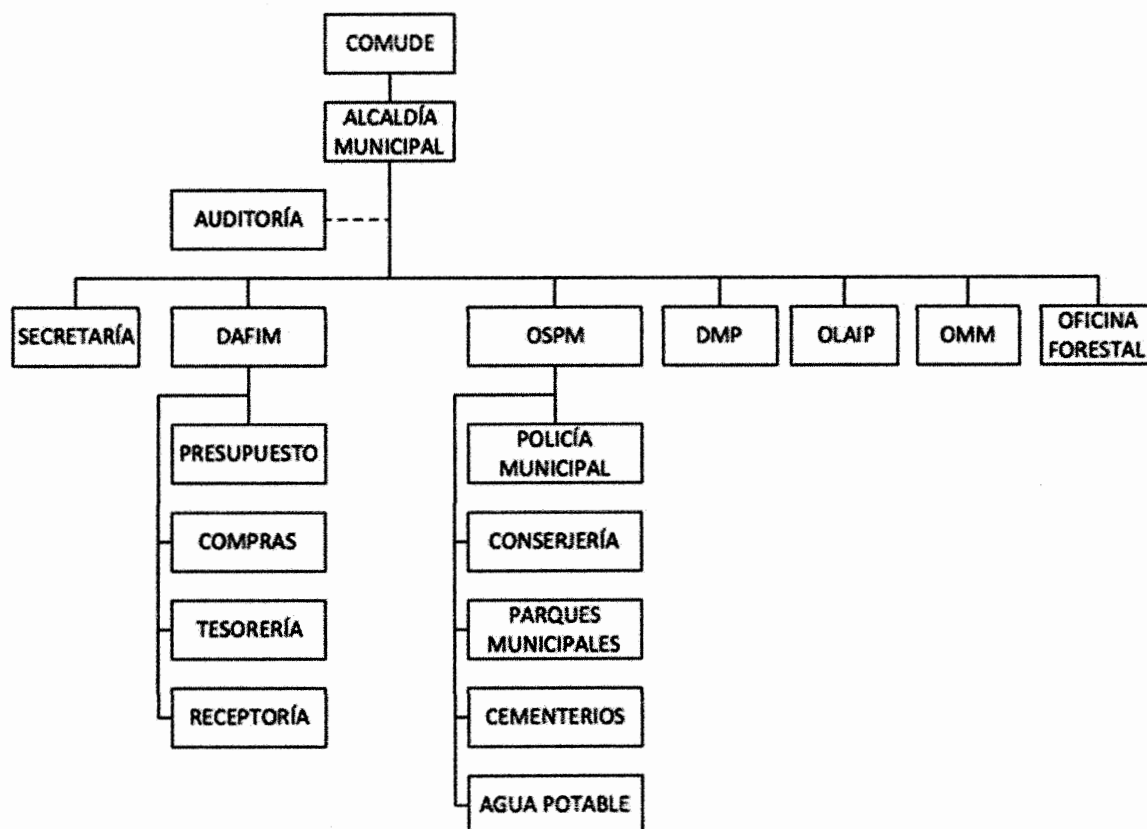 COMUDE
ALCALDÍA
MUNICIPAL
AUDITORÍA
SECRETARÍA
DAFIM
OSPM
DMP
OLAIP
OMM
OFICINA
FORESTAL
PRESUPUESTO
COMPRAS
TESORERÍA
RECEPTORÍA
POLICÍA
MUNICIPAL
CONSERJERÍA
PARQUES
MUNICIPALES
CEMENTERIOS
AGUA POTABLE